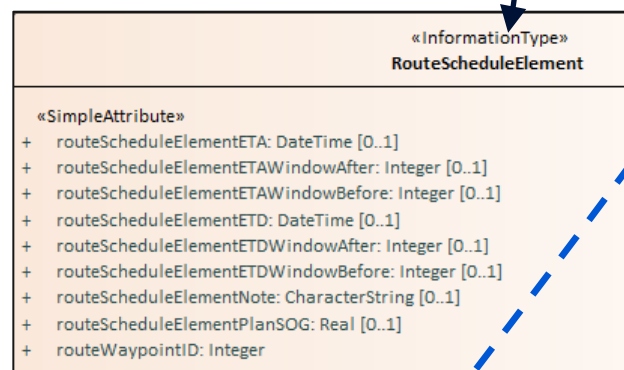 «InformationType»
RouteScheduleElement
«SimpleAttribute»
+ routeScheduleElementETA: DateTime [0..1]
+ routeScheduleElementETAWindowAfter: Integer [0..1]
+ routeScheduleElementETAWindowBefore: Integer [0..1]
+ routeScheduleElementETD: DateTime [0..1]
+ routeScheduleElementETDWindowAfter: Integer [0..1]
+ routeScheduleElementETDWindowBefore: Integer [0..1]
+ routeScheduleElementNote: CharacterString [0..1]
+ routeScheduleElementPlanSOG: Real [0..1]
+ routeWaypointID: Integer